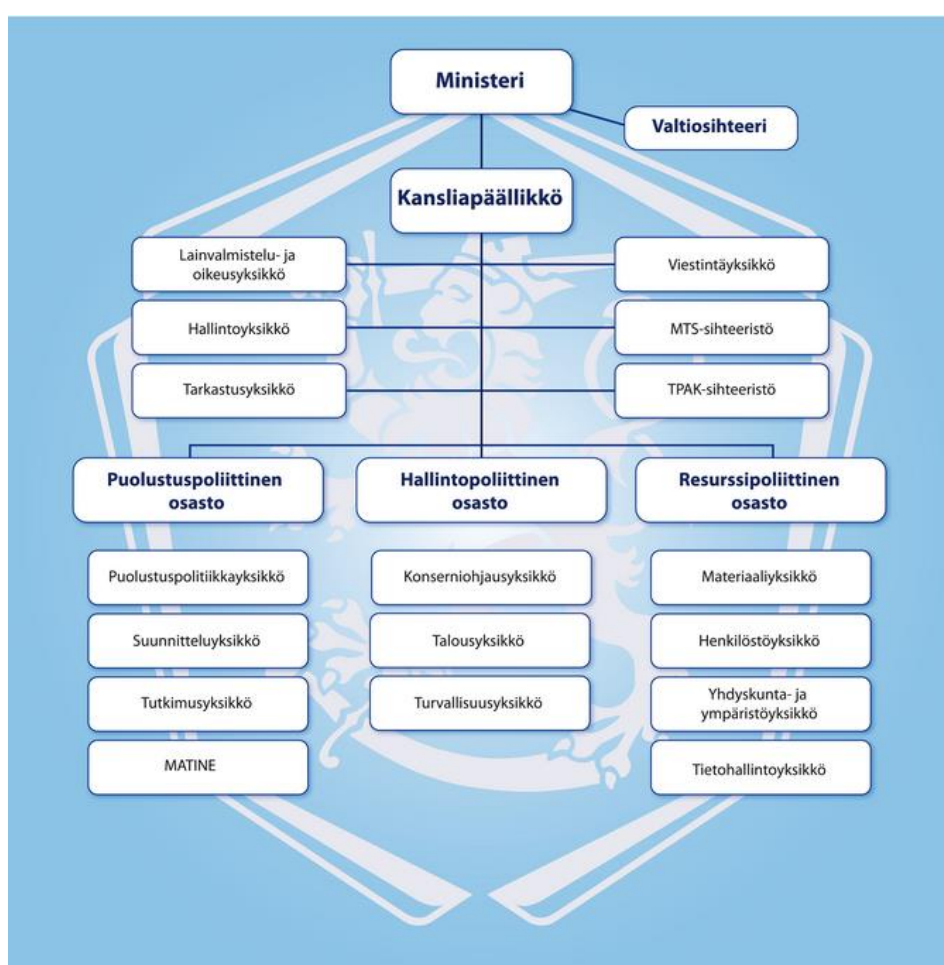 Ministeri
Valtiosihteeri
Kansliapäällikkö
Lainvalmistelu- ja
oikeusyksikkö
Viestintäyksikkö
Hallintoyksikkö
MTS-sihteeristö
Tarkastusyksikkö
TPAK-sihteeristö
Puolustuspoliittinen
osasto
Hallintopoliittinen
osasto
Resurssipoliittinen
osasto
Puolustuspolitiikkayksikkö
Suunnitteluyksikkö
Tutkimusyksikkö
MATINE
Konserniohjausyksikkö
Talousyksikkö
Turvallisuusyksikkö
Materiaaliyksikkö
Henkilöstöyksikkö
Yhdyskunta- ja
ympäristöyksikkö
Tietohallintoyksikkö